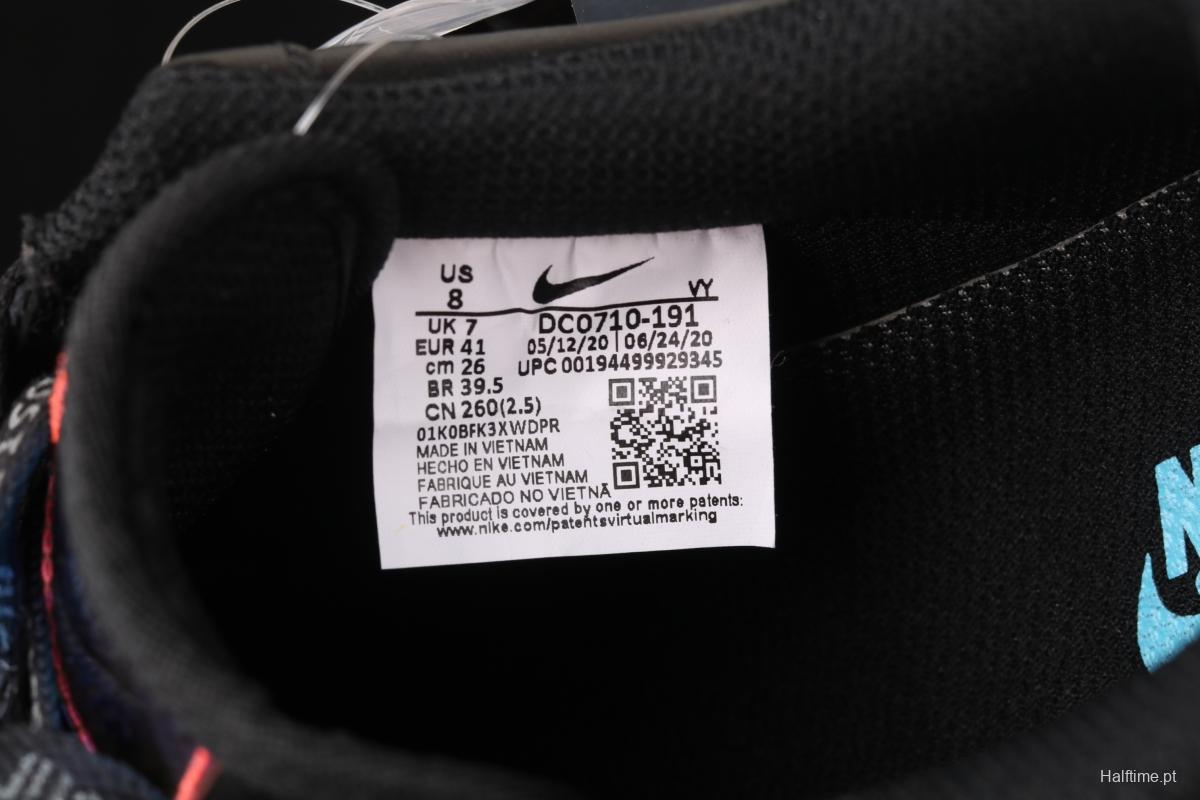 US
8
VY
UK 7
EUR 41
cm 26
BR 39.5
CN 260(2.5)
DC0710-191
05/12/20 | 06/24/20
UPC 00194499929345
01K0BFK3XWDPR
MADE IN VIETNAM
HECHO EN VIETNAM
FABRIQUE AU VIETNAM
FABRICADO NO VIETNÃ
This product is covered by one or more patents:
www.nike.com/patentsvirtualmarking
Halftime.pt